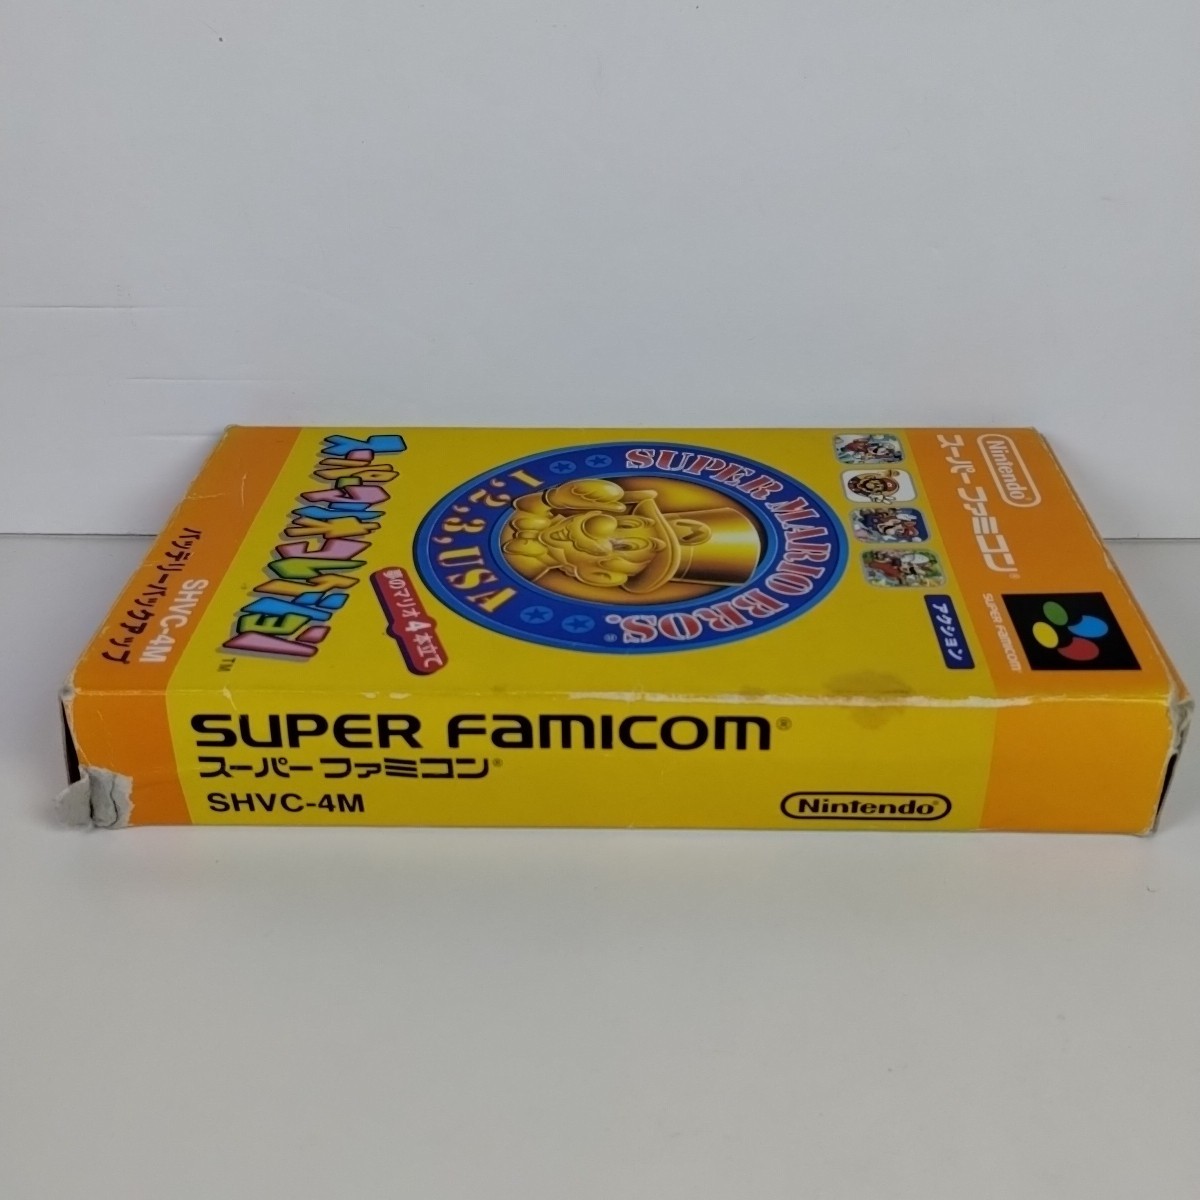 Nintendo
スーパーファミコン®
SUPER FAMICOM
アクション
SUPER MARIO BROS.®
1,2,3,USA
夢のマリオ4本立て
スーパーマリオコレクション
TM
SHVC-4M
バッテリーバックアップ
SUPER FAMICOM®
スーパーファミコン®
SHVC-4M
Nintendo®